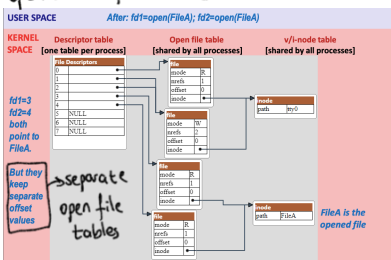 USER SPACE
After: fd1=open(FileA); fd2=open(FileA)
KERNEL SPACE
Descriptor table
[one table per process]
Open file table
[shared by all processes]
v/i-node table
[shared by all processes]
File Descriptors
0
1
2
3
4
5 NULL
6 NULL
7 NULL
fd1=3
fd2=4
both
point to
FileA.
But they
keep
separate
offset
values
separate
open file
tables
file
mode R
nrefs 1
offset 0
inode
file
mode W
nrefs 2
offset 0
inode
file
mode R
nrefs 1
offset 0
inode
file
mode R
nrefs 1
offset 0
inode
inode
path tty0
inode
path FileA
FileA is the
opened file